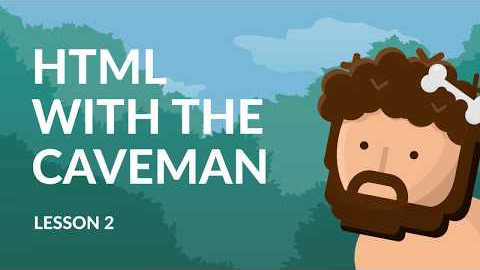 HTML
WITH THE
CAVEMAN
LESSON 2